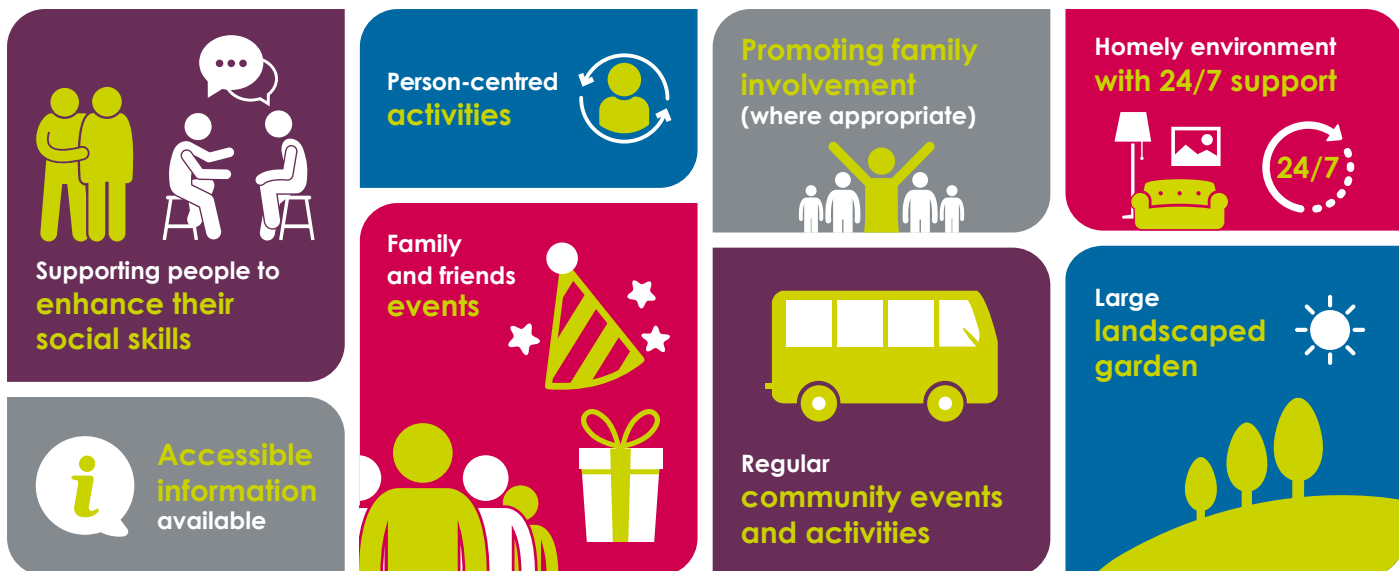 Supporting people to
enhance their
social skills
i
Accessible
information
available
Person-centred
activities
Family
and friends
events
Promoting family
involvement
(where appropriate)
Regular
community events
and activities
Homely environment
with 24/7 support
24/7
Large
landscaped
garden